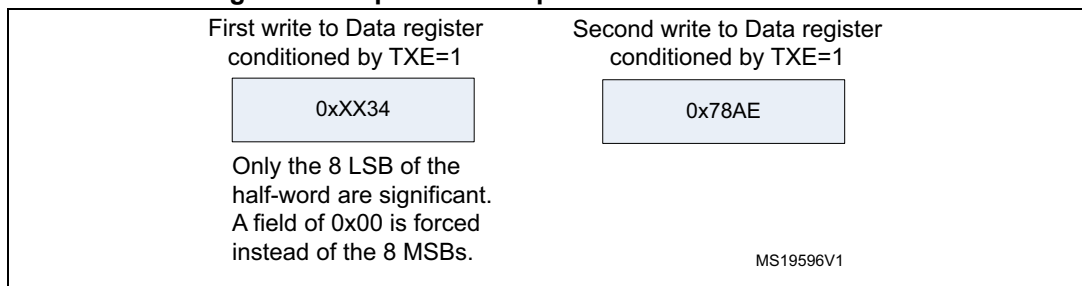 First write to Data register
conditioned by TXE=1
0xXX34
Only the 8 LSB of the
half-word are significant.
A field of 0x00 is forced
instead of the 8 MSBs.
Second write to Data register
conditioned by TXE=1
0x78AE
MS19596V1